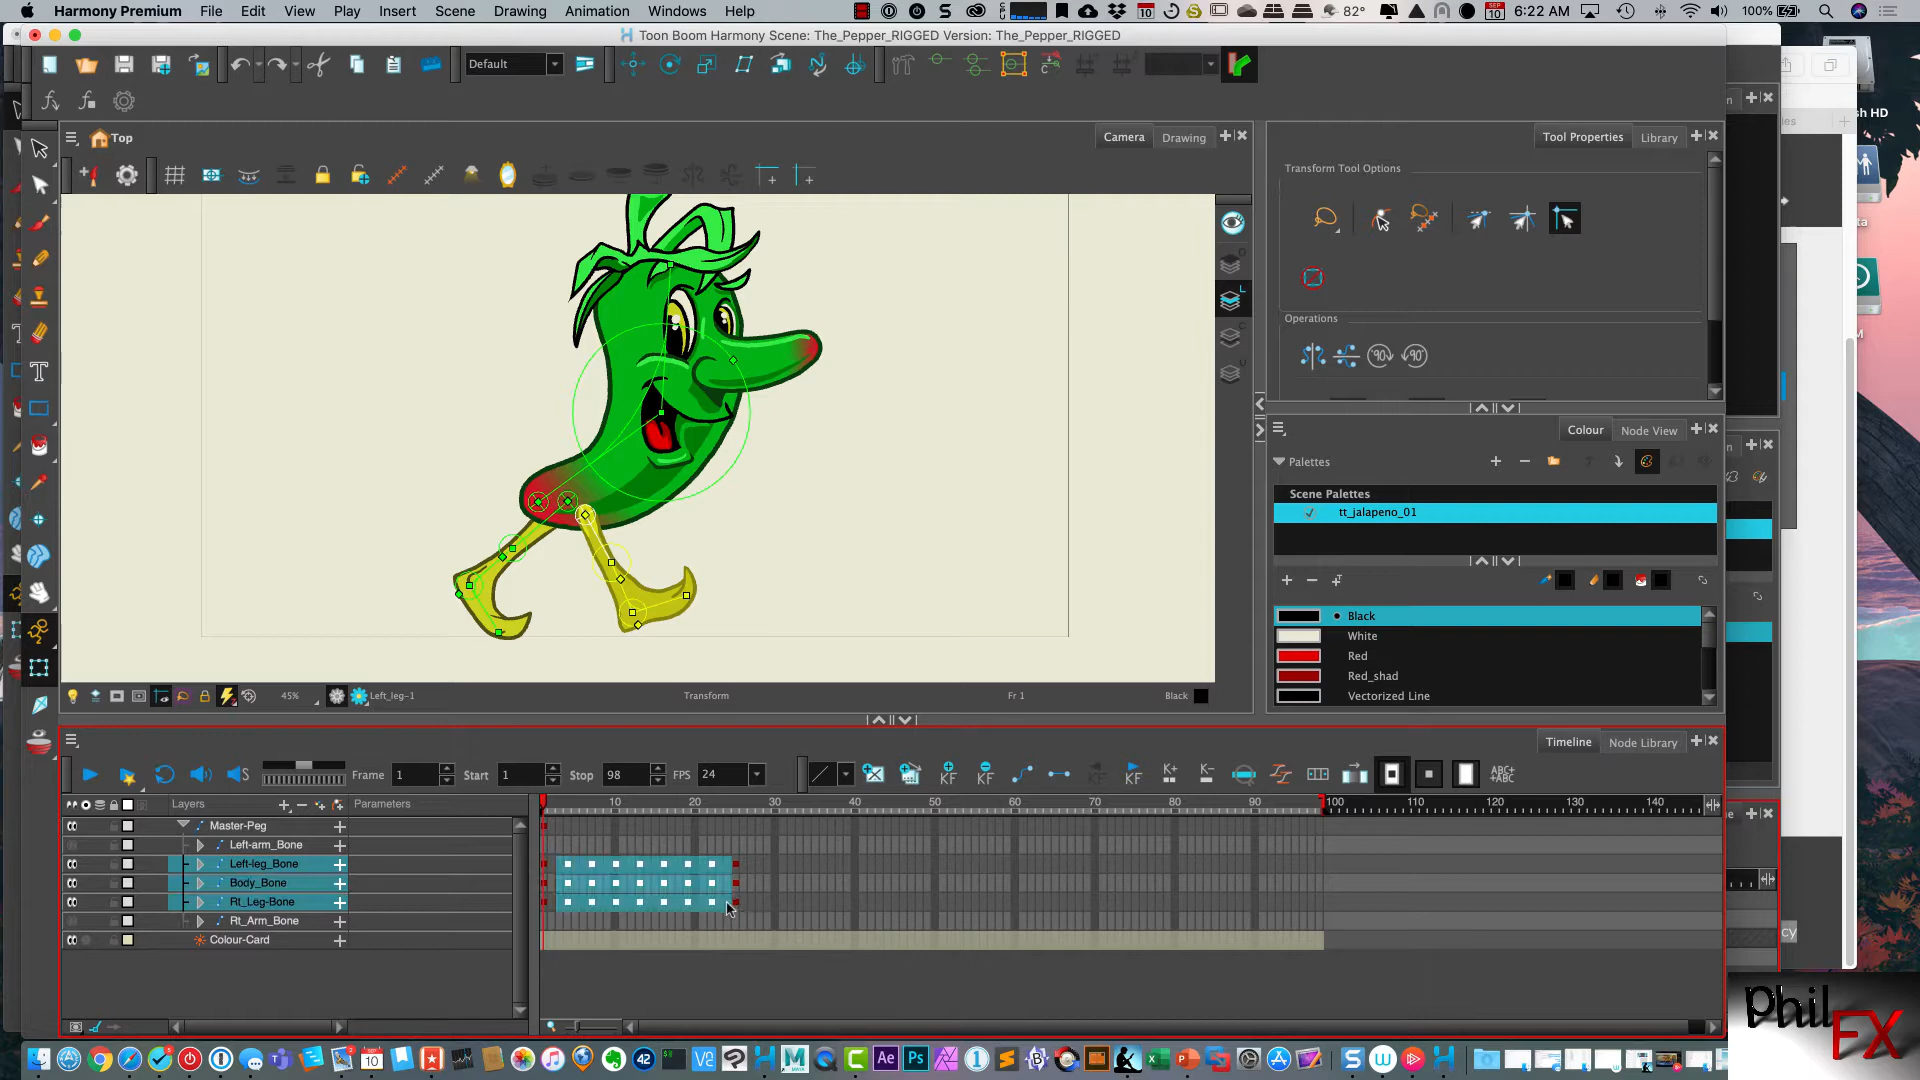 Harmony Premium File Edit View Play Insert Scene Drawing Animation Windows Help
82° 100% 6:22 AM
Toon Boom Harmony Scene: The_Pepper_RIGGED Version: The_Pepper_RIGGED
Default
Top
Camera Drawing
Tool Properties Library
Transform Tool Options
Operations
Colour Node View
Palettes
Scene Palettes
tt_jalapeno_01
Black
White
Red
Red_shad
Vectorized Line
45% Left_leg-1 Transform Fr 1 Black
Timeline Node Library
Frame 1 Start 1 Stop 98 FPS 24
Layers Parameters
10 20 30 40 50 60 70 80 90 100 110 120 130 140
Master-Peg
Left-arm_Bone
Left-leg_Bone
Body_Bone
Rt_Leg-Bone
Rt_Arm_Bone
Colour-Card
sh HD
Phil
FX